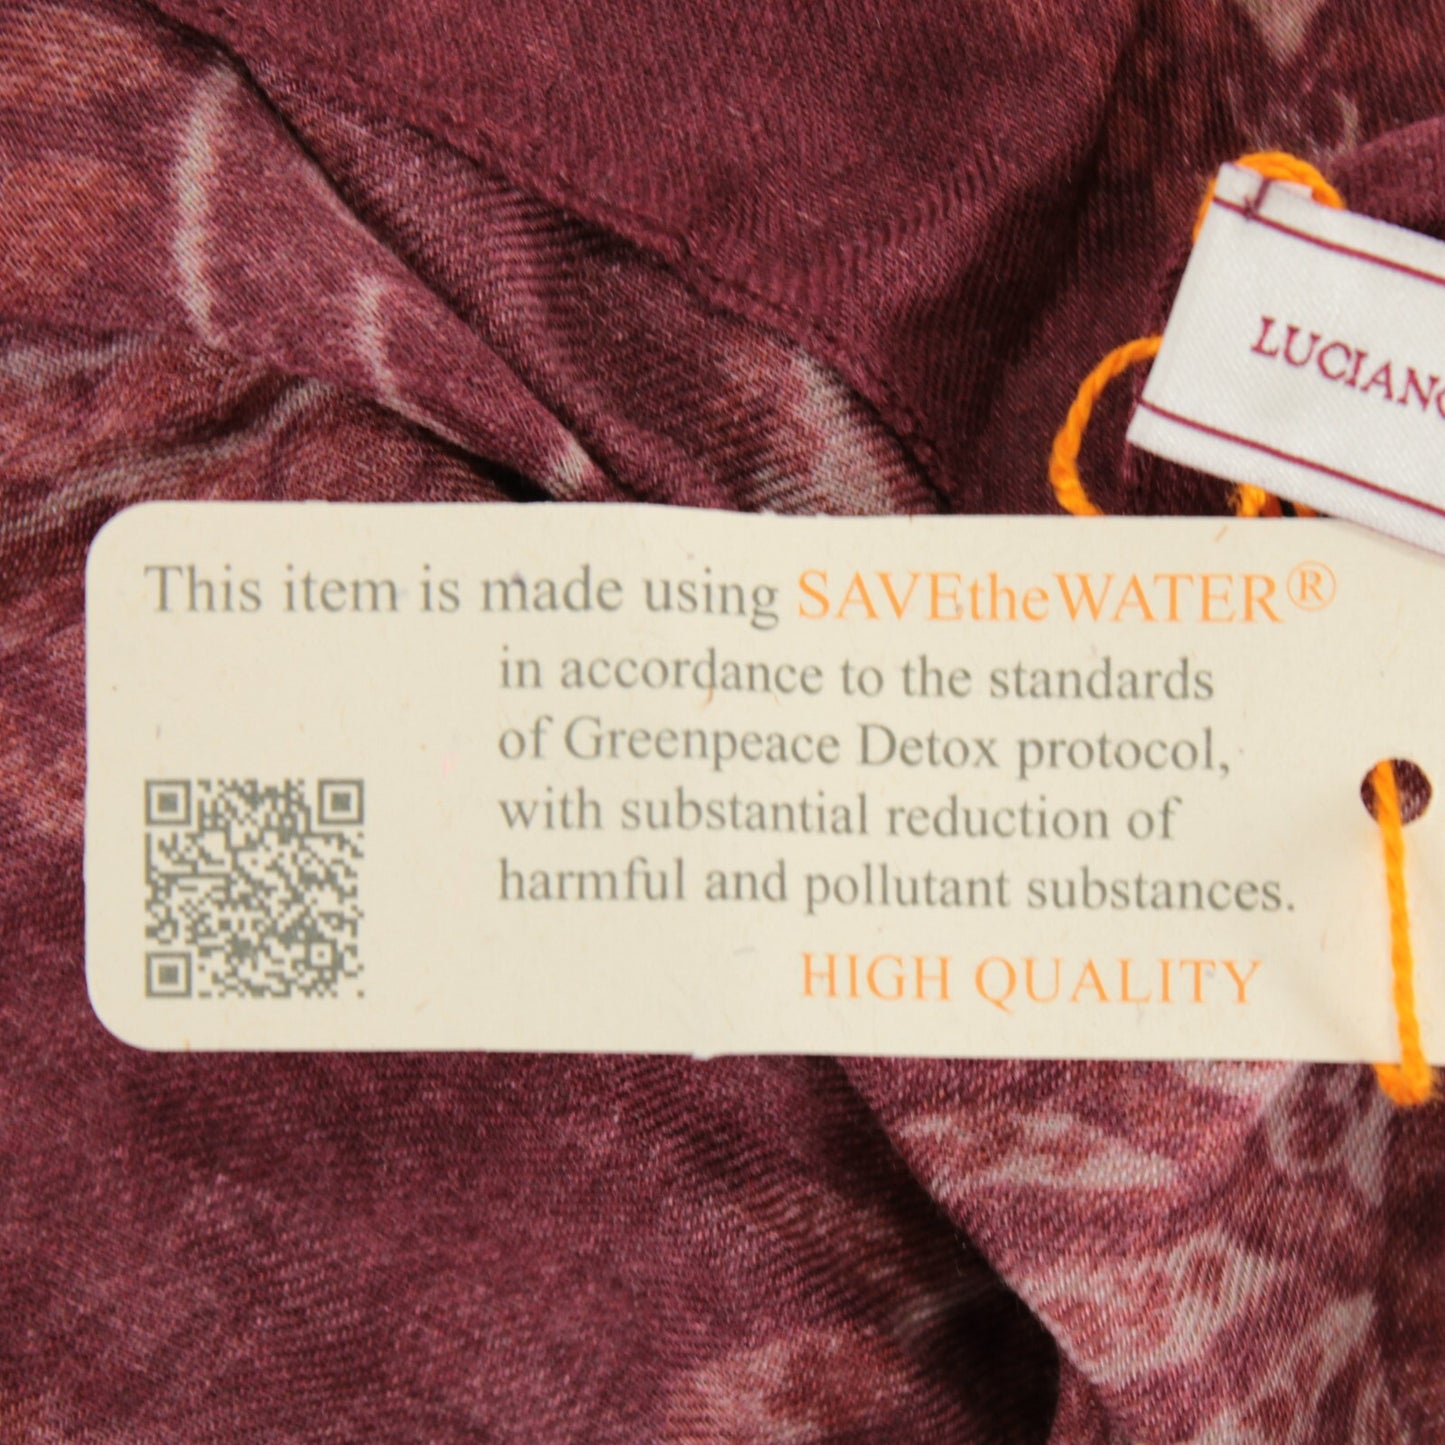 LUCIANO
This item is made using SAVEtheWATER®
in accordance to the standards
of Greenpeace Detox protocol,
with substantial reduction of
harmful and pollutant substances.
HIGH QUALITY